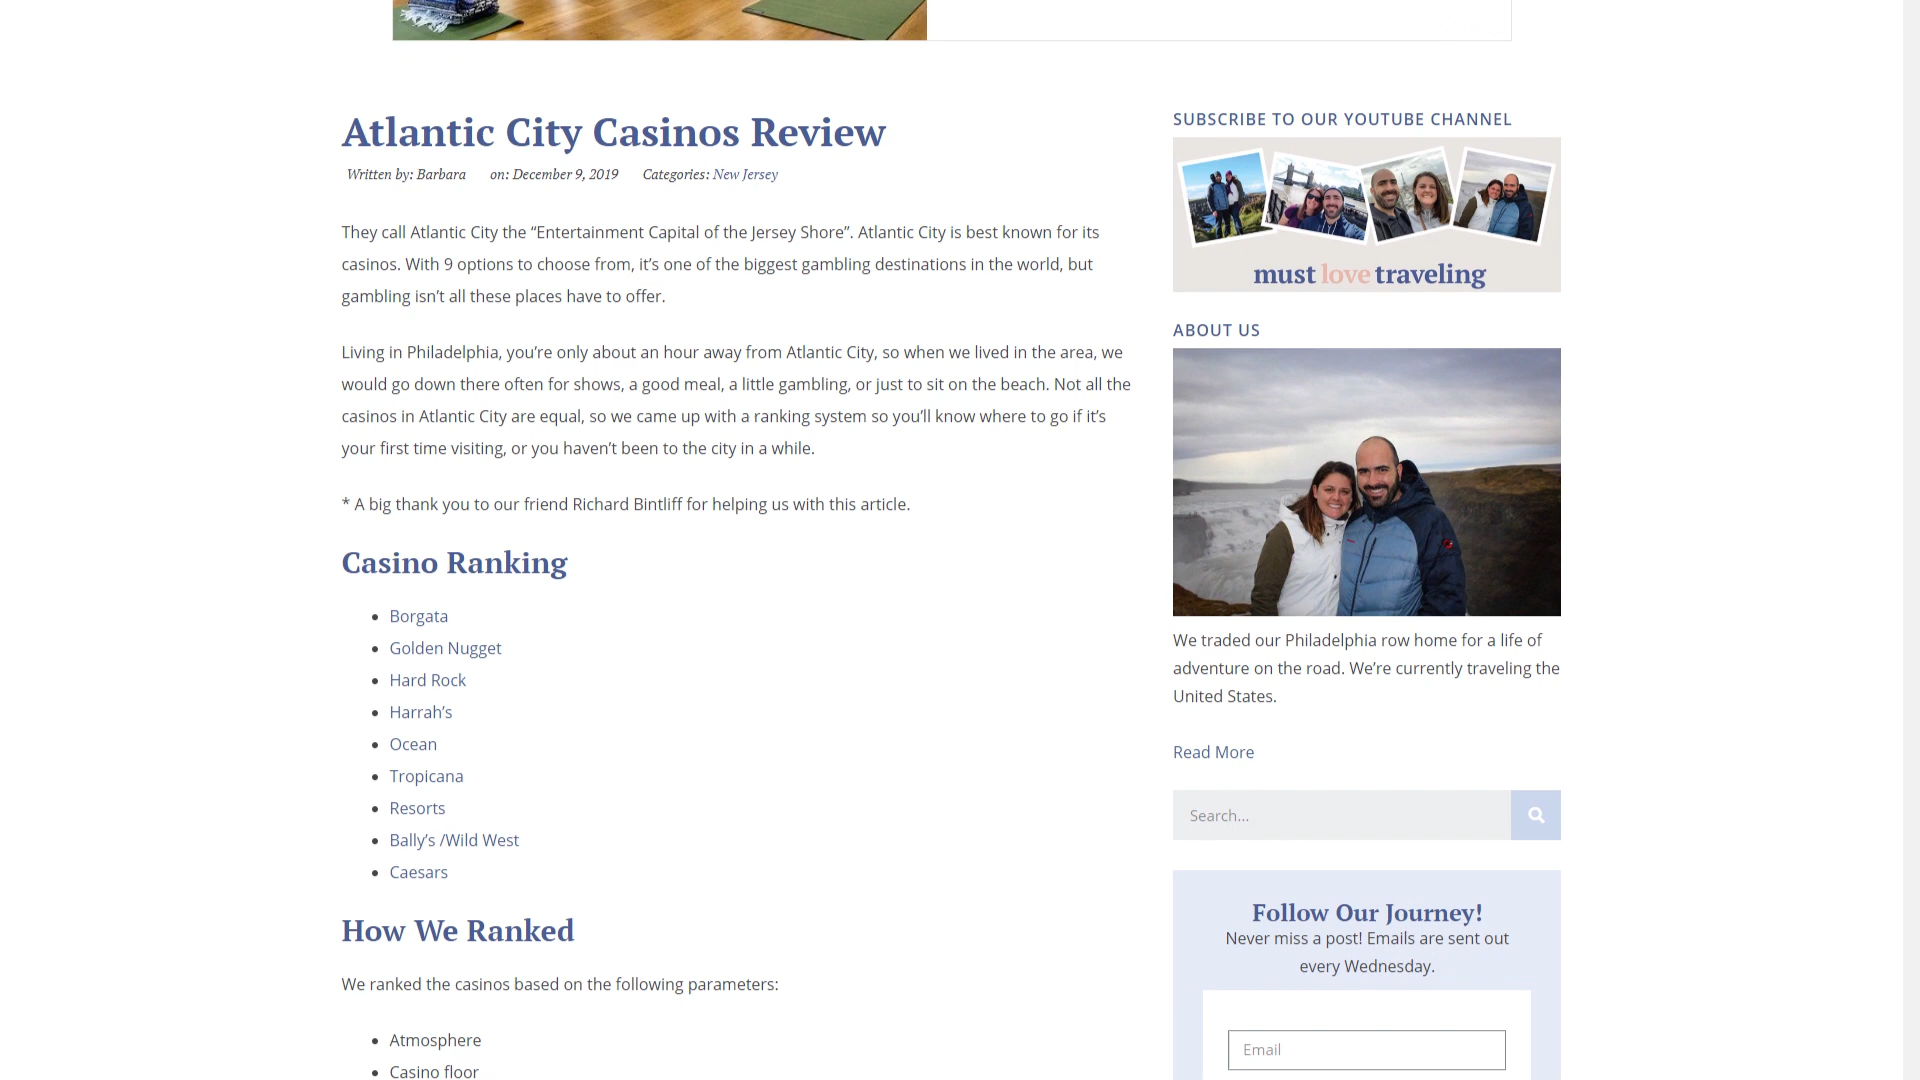 Atlantic City Casinos Review
Written by: Barbara on: December 9, 2019 Categories: New Jersey
They call Atlantic City the “Entertainment Capital of the Jersey Shore”. Atlantic City is best known for its
casinos. With 9 options to choose from, it’s one of the biggest gambling destinations in the world, but
gambling isn’t all these places have to offer.
Living in Philadelphia, you’re only about an hour away from Atlantic City, so when we lived in the area, we
would go down there often for shows, a good meal, a little gambling, or just to sit on the beach. Not all the
casinos in Atlantic City are equal, so we came up with a ranking system so you’ll know where to go if it’s
your first time visiting, or you haven’t been to the city in a while.
* A big thank you to our friend Richard Bintliff for helping us with this article.
Casino Ranking
Borgata
Golden Nugget
Hard Rock
Harrah’s
Ocean
Tropicana
Resorts
Bally’s /Wild West
Caesars
How We Ranked
We ranked the casinos based on the following parameters:
Atmosphere
Casino floor
SUBSCRIBE TO OUR YOUTUBE CHANNEL
must love traveling
ABOUT US
We traded our Philadelphia row home for a life of
adventure on the road. We’re currently traveling the
United States.
Read More
Search...
Follow Our Journey!
Never miss a post! Emails are sent out
every Wednesday.
Email